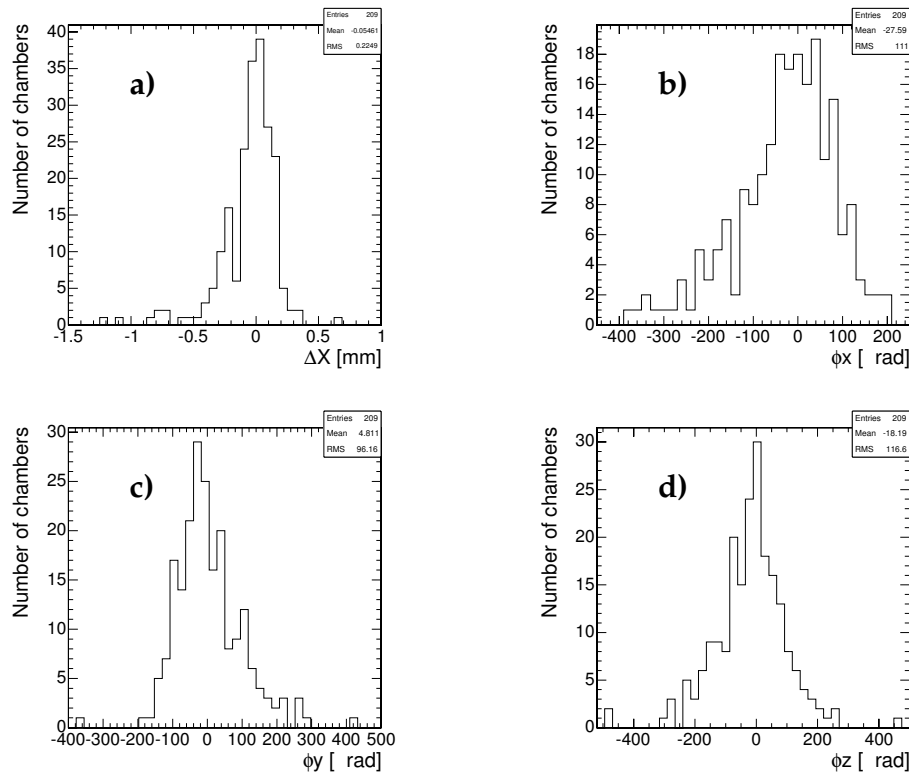 Entries 209
Mean -0.05461
RMS 0.2249
a)
Number of chambers
40
35
30
25
20
15
10
5
0
-1.5 -1 -0.5 0 0.5 1
ΔX [mm]
Entries 209
Mean -27.59
RMS 111
b)
Number of chambers
18
16
14
12
10
8
6
4
2
0
-400 -300 -200 -100 0 100 200
ϕx [ rad]
Entries 209
Mean 4.811
RMS 96.16
c)
Number of chambers
30
25
20
15
10
5
0
-400 -300 -200 -100 0 100 200 300 400 500
ϕy [ rad]
Entries 209
Mean -18.19
RMS 116.6
d)
Number of chambers
30
25
20
15
10
5
0
-400 -200 0 200 400
ϕz [ rad]